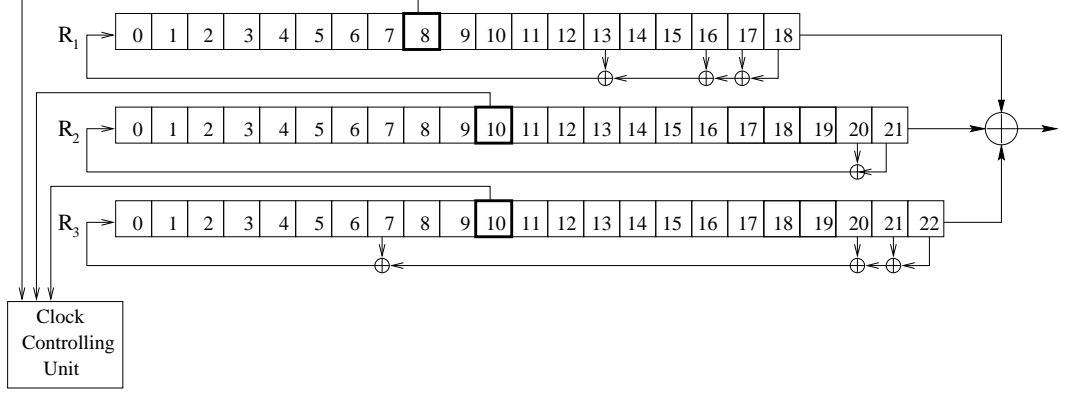 R1 0 1 2 3 4 5 6 7 8 9 10 11 12 13 14 15 16 17 18
R2 0 1 2 3 4 5 6 7 8 9 10 11 12 13 14 15 16 17 18 19 20 21
R3 0 1 2 3 4 5 6 7 8 9 10 11 12 13 14 15 16 17 18 19 20 21 22
Clock
Controlling
Unit